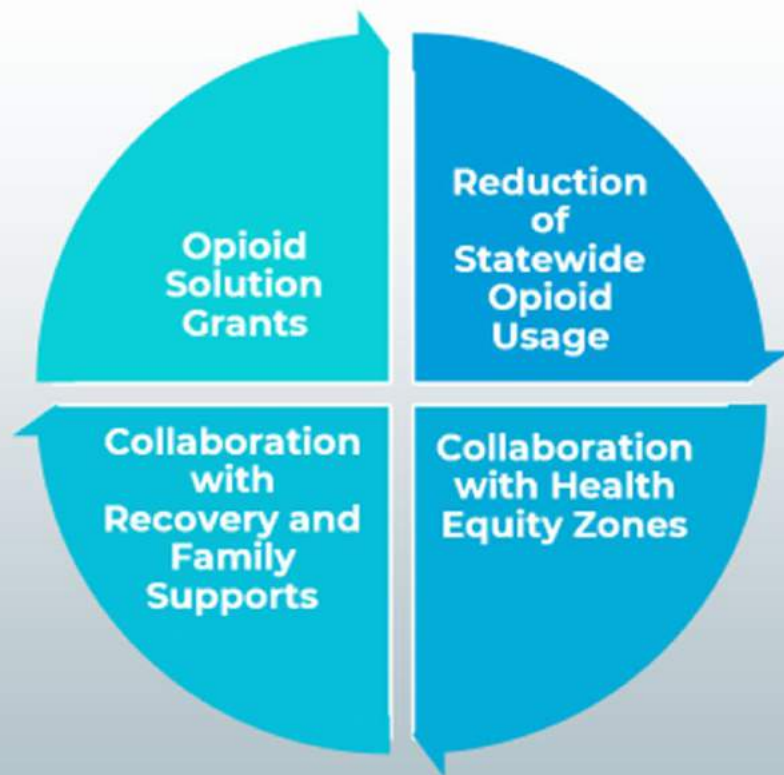 Opioid
Solution
Grants
Reduction
of
Statewide
Opioid
Usage
Collaboration
with
Recovery and
Family
Supports
Collaboration
with Health
Equity Zones